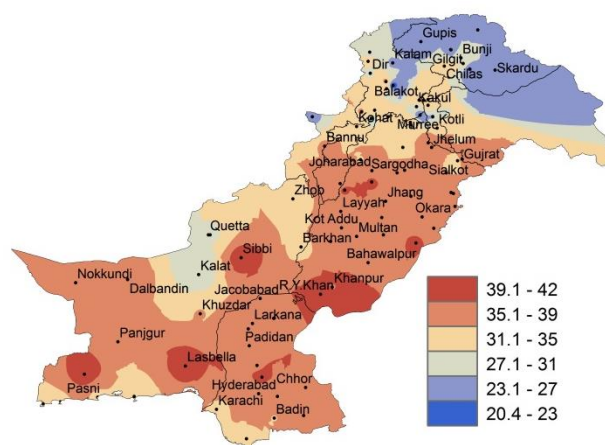 Gupis
Kalam
Bunji
Dir
Gilgit
Skardu
Chilas
Balakot
Kakul
Kohat
Murree
Kotli
Bannu
Jhelum
Gujrat
Joharabad
Sargodha
Sialkot
Zhob
Jhang
Layyah
Okara
Kot Addu
Quetta
Multan
Barkhan
Sibbi
Bahawalpur
Kalat
Nokkundi
Khanpur
Dalbandin
Jacobabad
R.Y.Khan
Khuzdar
Larkana
Panjgur
Padidan
Lasbella
Pasni
Hyderabad
Chhor
Karachi
Badin
39.1 - 42
35.1 - 39
31.1 - 35
27.1 - 31
23.1 - 27
20.4 - 23